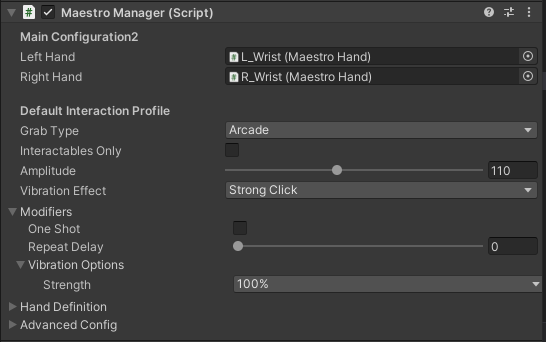 Maestro Manager (Script)
Main Configuration2
Left Hand L_Wrist (Maestro Hand)
Right Hand R_Wrist (Maestro Hand)
Default Interaction Profile
Grab Type Arcade
Interactables Only
Amplitude 110
Vibration Effect Strong Click
Modifiers
One Shot
Repeat Delay 0
Vibration Options
Strength 100%
Hand Definition
Advanced Config